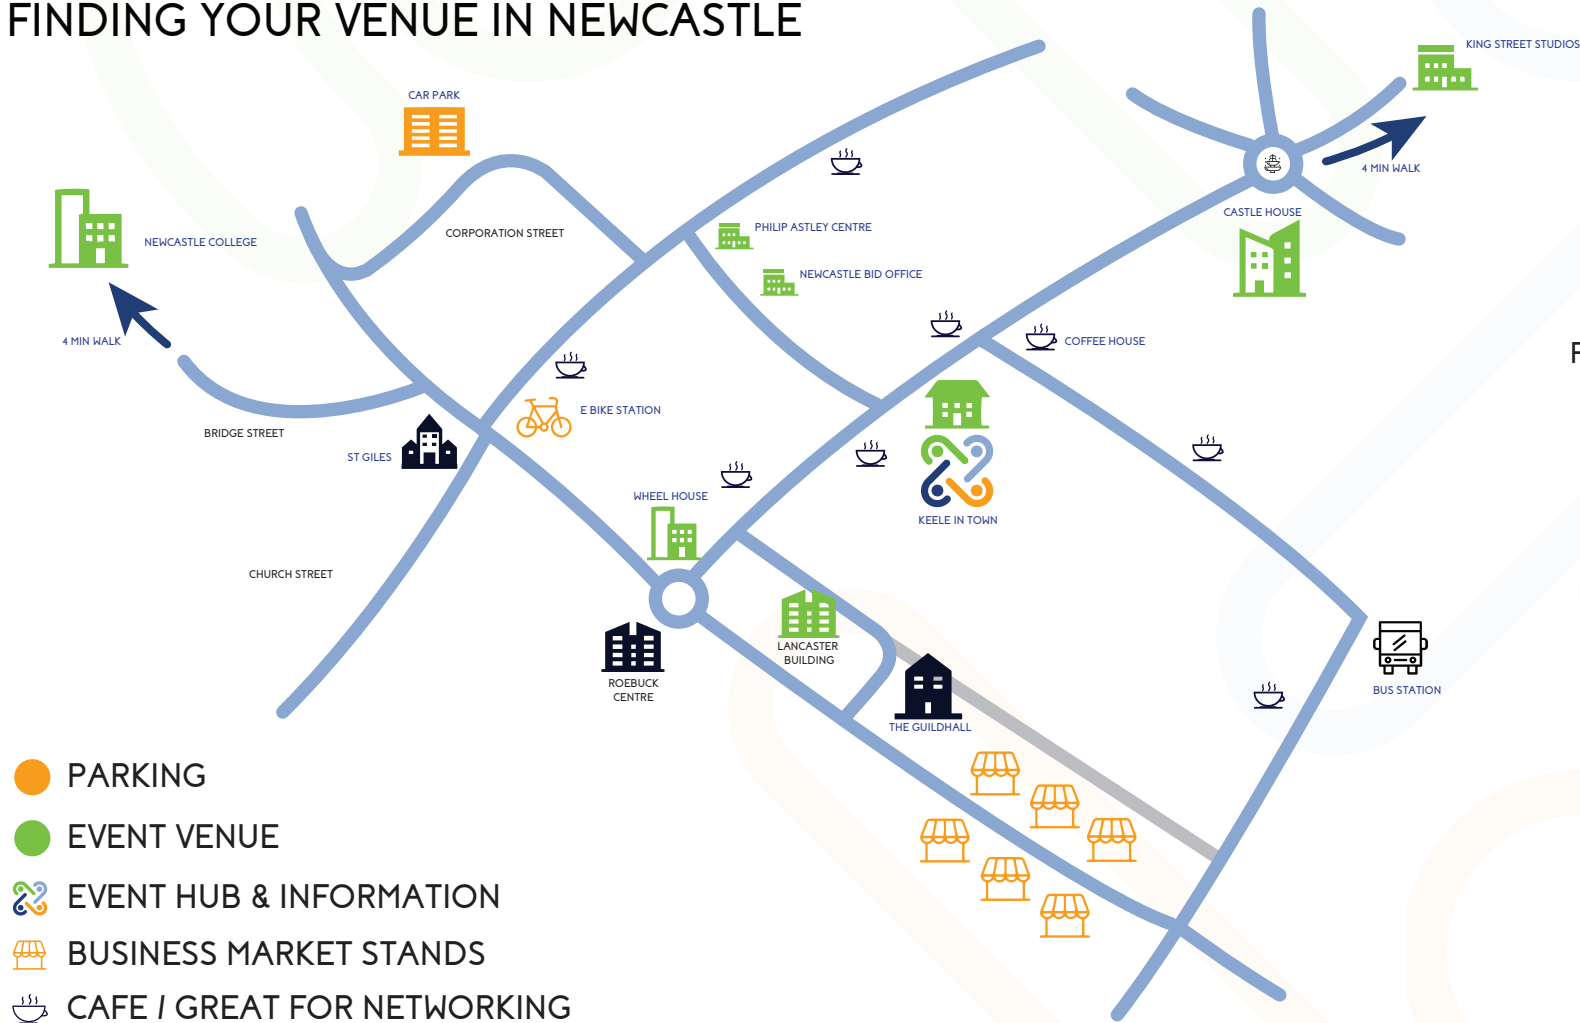 FINDING YOUR VENUE IN NEWCASTLE
KING STREET STUDIOS
CAR PARK
4 MIN WALK
CASTLE HOUSE
PHILIP ASTLEY CENTRE
CORPORATION STREET
NEWCASTLE COLLEGE
NEWCASTLE BID OFFICE
4 MIN WALK
COFFEE HOUSE
F
E BIKE STATION
BRIDGE STREET
ST GILES
WHEEL HOUSE
KEELE IN TOWN
CHURCH STREET
LANCASTER
BUILDING
ROEBUCK
CENTRE
BUS STATION
THE GUILDHALL
PARKING
EVENT VENUE
EVENT HUB & INFORMATION
BUSINESS MARKET STANDS
CAFE / GREAT FOR NETWORKING